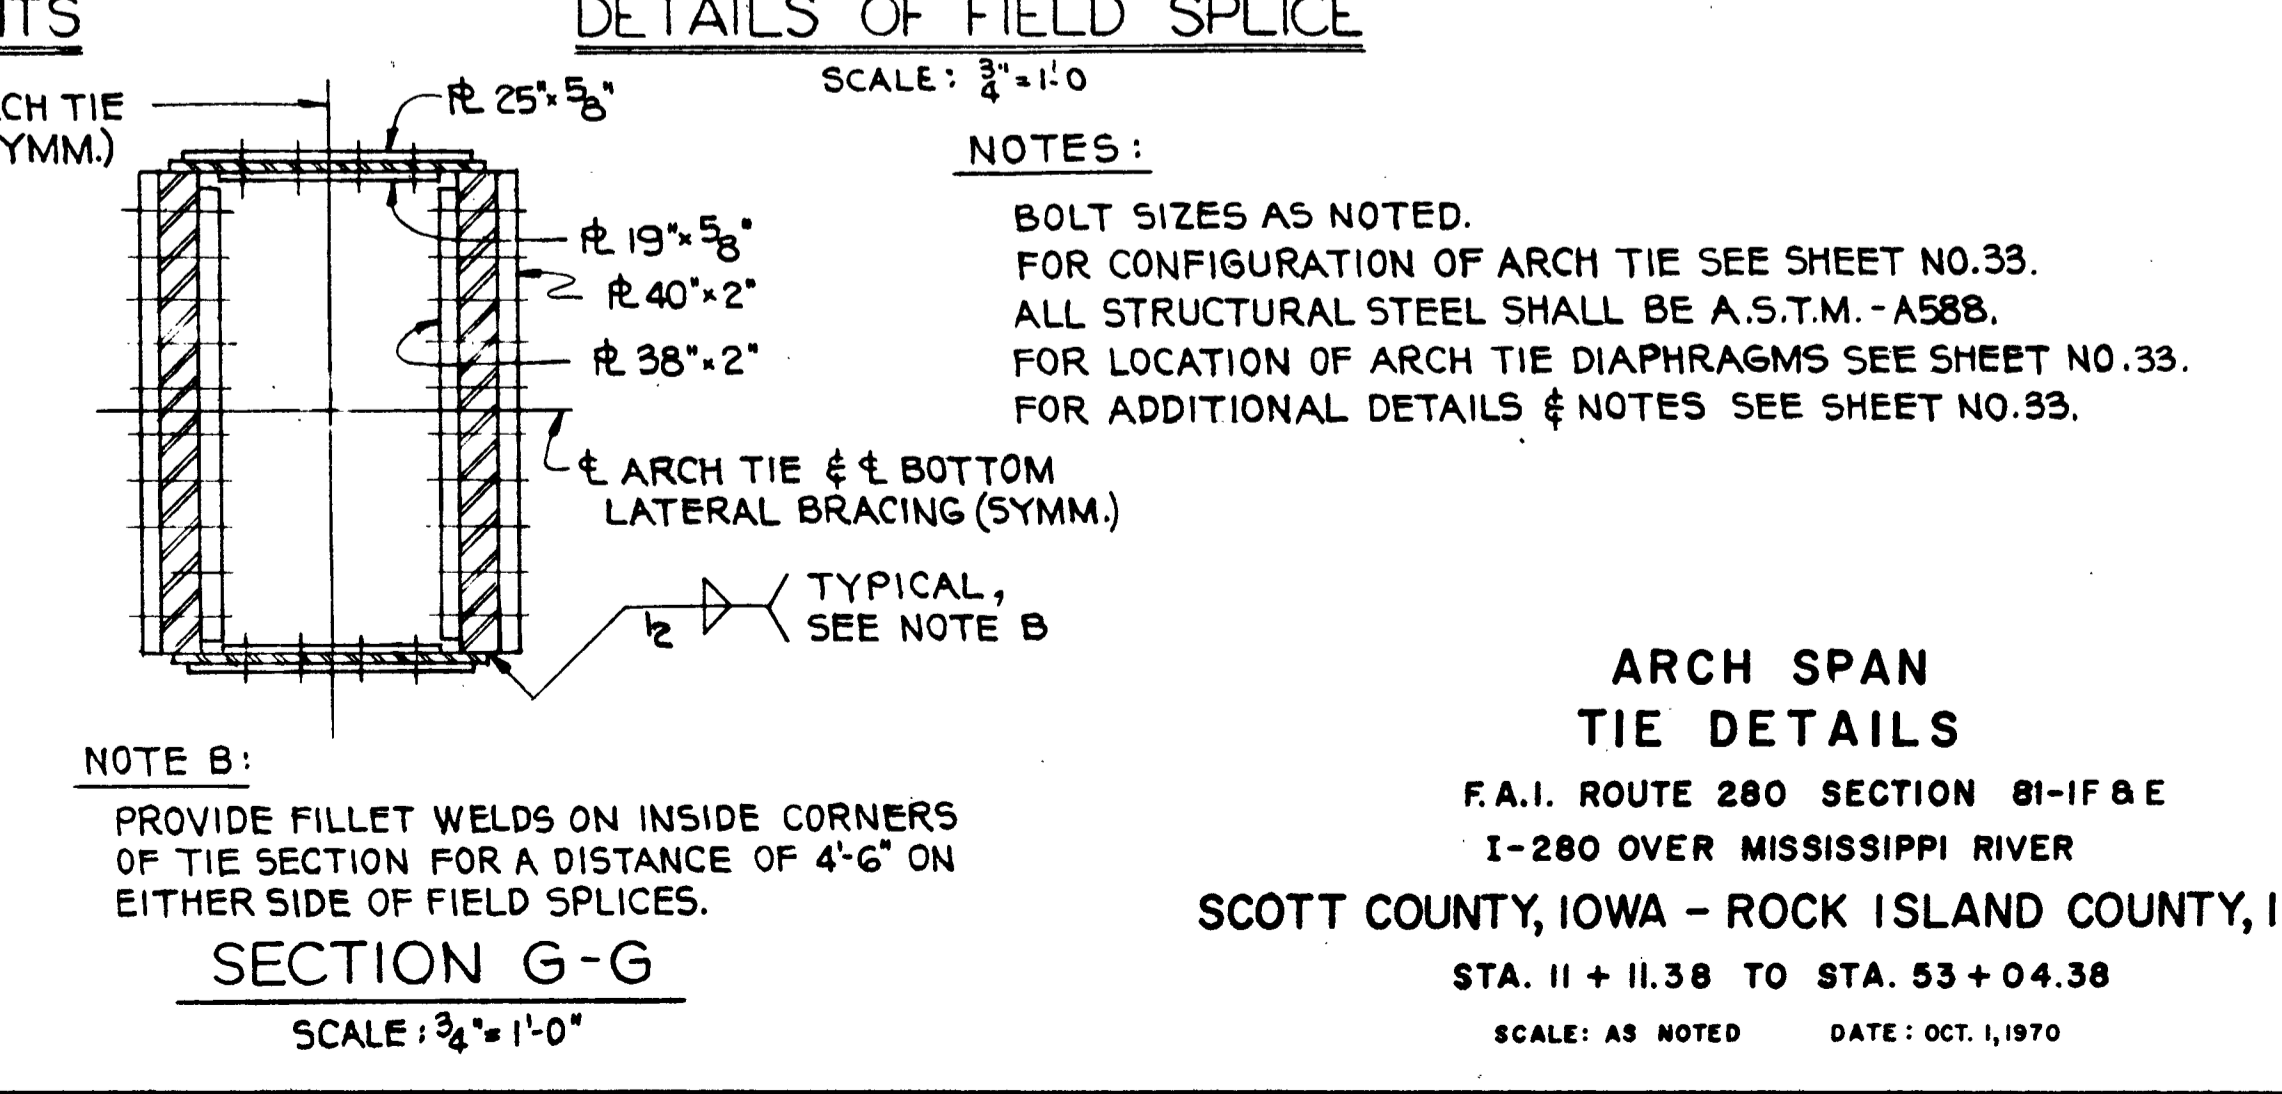 ITS
DETAILS OF FIELD SPLICE
SCALE: 3/4"=1'-0
CH TIE
YMM.)
℄ 25"x5/8"
NOTES:
BOLT SIZES AS NOTED.
FOR CONFIGURATION OF ARCH TIE SEE SHEET NO.33.
ALL STRUCTURAL STEEL SHALL BE A.S.T.M.-A588.
FOR LOCATION OF ARCH TIE DIAPHRAGMS SEE SHEET NO.33.
FOR ADDITIONAL DETAILS & NOTES SEE SHEET NO.33.
PL 19"x5/8"
PL 40"x2"
PL 38"x2"
℄ ARCH TIE & ℄ BOTTOM
LATERAL BRACING (SYMM.)
1/2
TYPICAL,
SEE NOTE B
NOTE B:
PROVIDE FILLET WELDS ON INSIDE CORNERS
OF TIE SECTION FOR A DISTANCE OF 4'-6" ON
EITHER SIDE OF FIELD SPLICES.
SECTION G-G
SCALE: 3/4"=1'-0"
ARCH SPAN
TIE DETAILS
F.A.I. ROUTE 280 SECTION 81-1F & E
I-280 OVER MISSISSIPPI RIVER
SCOTT COUNTY, IOWA - ROCK ISLAND COUNTY, I
STA. 11 + 11.38 TO STA. 53 + 04.38
SCALE: AS NOTED DATE: OCT. 1, 1970